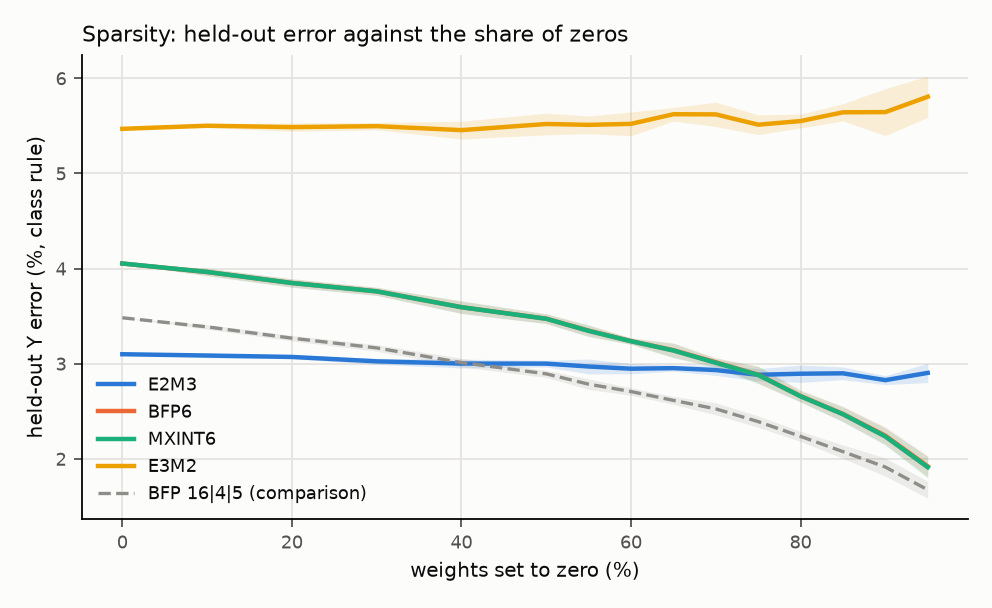 Sparsity: held-out error against the share of zeros
held-out Y error (%, class rule)
6
5
4
3
2
E2M3
BFP6
MXINT6
E3M2
BFP 16|4|5 (comparison)
0
20
40
60
80
weights set to zero (%)